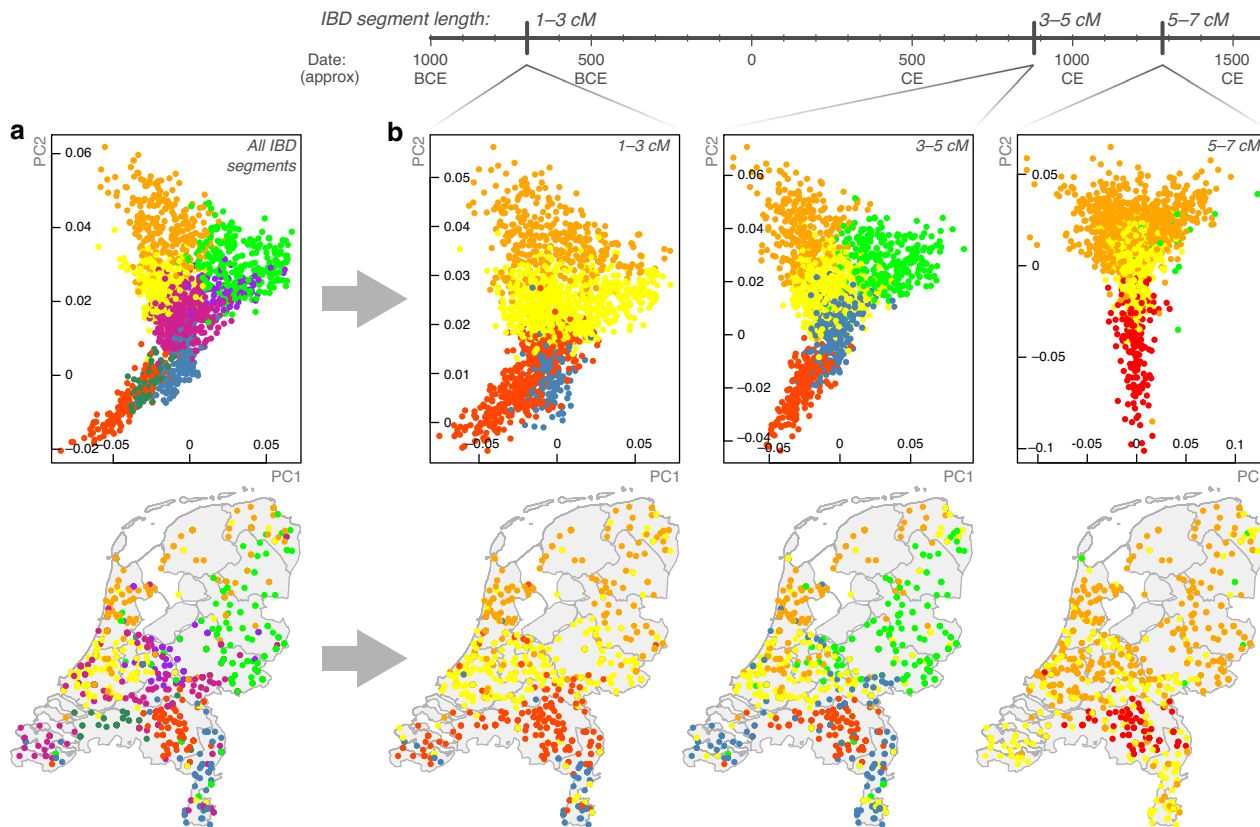 IBD segment length: 1–3 cM 3–5 cM 5–7 cM
Date: (approx)
1000 BCE 500 BCE 0 500 CE 1000 CE 1500 CE
a
PC2
All IBD
segments
0.06
0.04
0.02
0
−0.02
−0.05 0 0.05
PC1
b
PC2
1–3 cM
0.05
0.04
0.03
0.02
0.01
0
−0.05 0 0.05
PC1
PC2
3–5 cM
0.06
0.04
0.02
0
−0.02
−0.04
−0.05 0 0.05
PC1
PC2
5–7 cM
0.05
0
−0.05
−0.1
−0.05 0 0.05 0.1
PC1